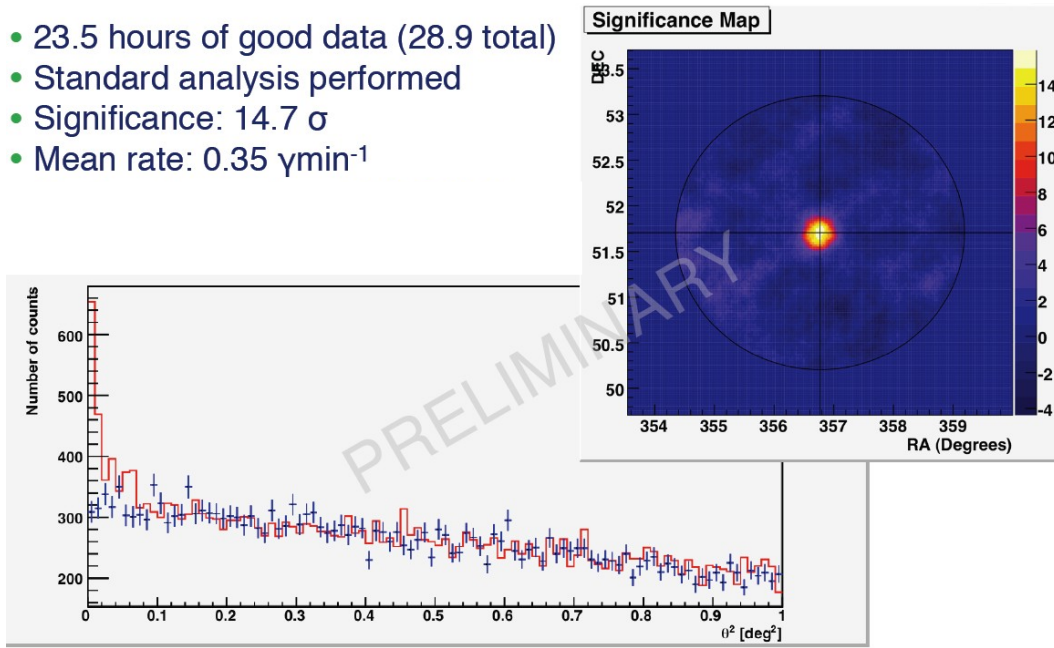 • 23.5 hours of good data (28.9 total)
• Standard analysis performed
• Significance: 14.7 σ
• Mean rate: 0.35 γmin⁻¹
Significance Map
DEC
53.5
53
52.5
52
51.5
51
50.5
50
354 355 356 357 358 359
RA (Degrees)
14
12
10
8
6
4
2
0
-2
-4
PRELIMINARY
Number of counts
600
500
400
300
200
0 0.1 0.2 0.3 0.4 0.5 0.6 0.7 0.8 0.9 1
θ² [deg²]